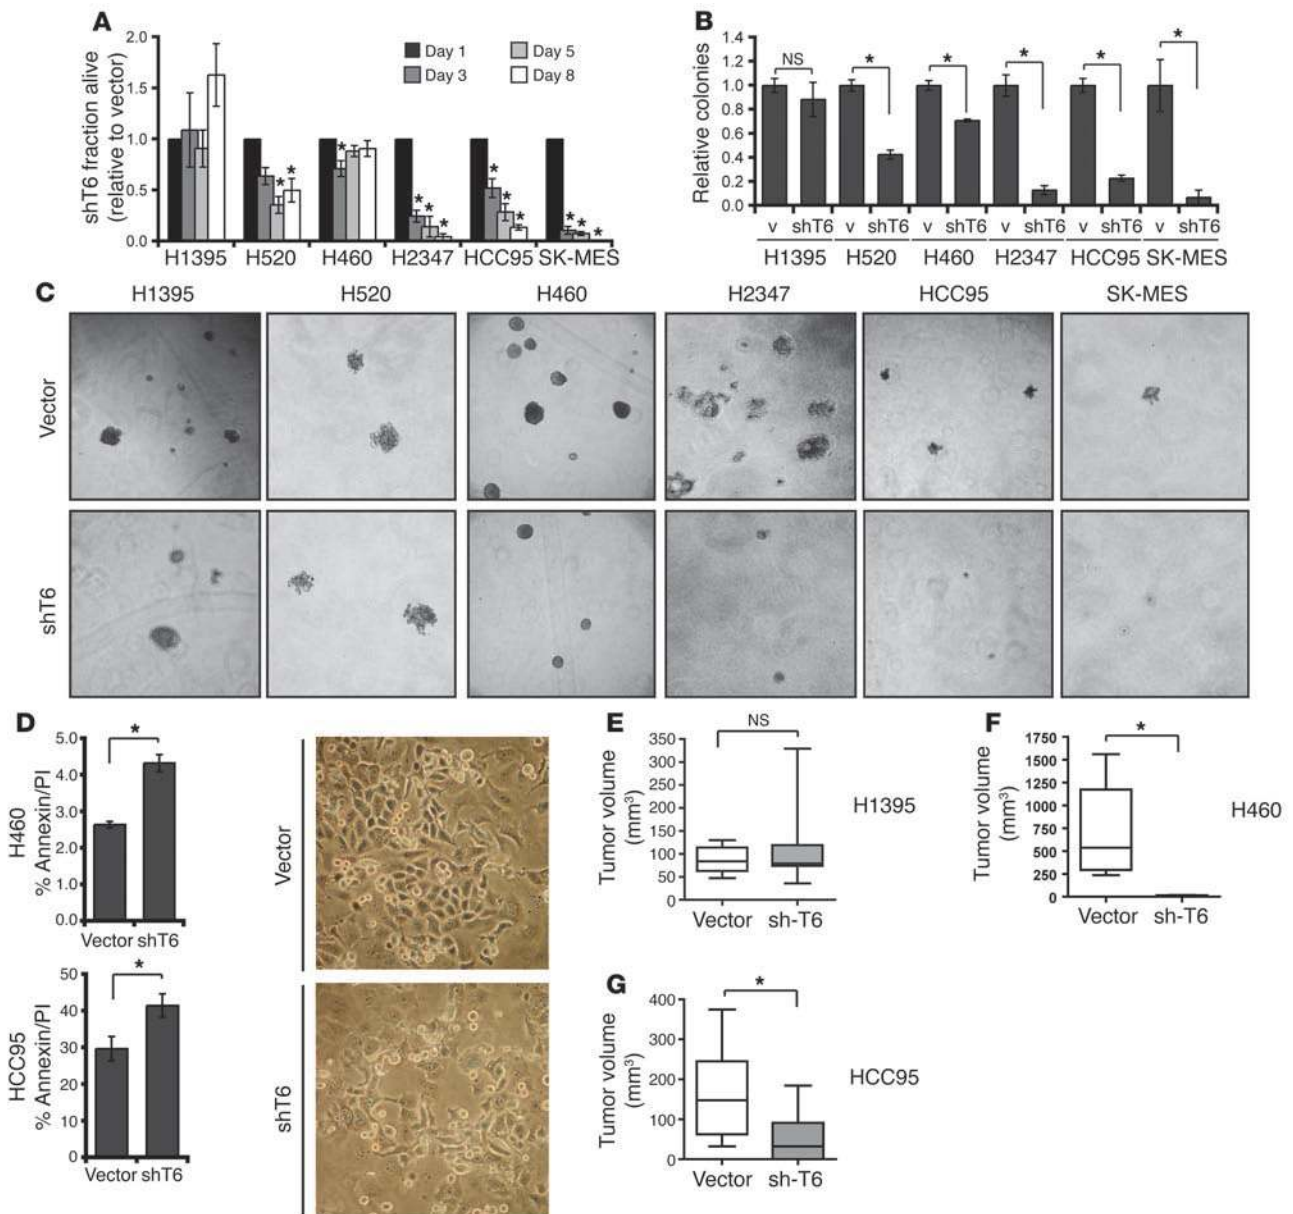 A
shT6 fraction alive
(relative to vector)
2.0
1.5
1.0
0.5
0.0
Day 1
Day 5
Day 3
Day 8
*
*
*
*
*
*
*
*
*
*
*
*
*
H1395 H520 H460 H2347 HCC95 SK-MES
B
Relative colonies
1.4
1.2
1.0
0.8
0.6
0.4
0.2
0.0
NS
*
*
*
*
*
v shT6 v shT6 v shT6 v shT6 v shT6 v shT6
H1395 H520 H460 H2347 HCC95 SK-MES
C
H1395 H520 H460 H2347 HCC95 SK-MES
Vector
shT6
D
H460
% Annexin/PI
5.0
4.0
3.0
2.0
1.0
0.0
*
Vector shT6
HCC95
% Annexin/PI
50
40
30
20
10
0
*
Vector shT6
Vector
shT6
E
Tumor volume
(mm³)
350
300
250
200
150
100
50
0
NS
Vector sh-T6
H1395
F
Tumor volume
(mm³)
1750
1500
1250
1000
750
500
250
0
*
Vector sh-T6
H460
G
Tumor volume
(mm³)
400
300
200
100
0
*
Vector sh-T6
HCC95